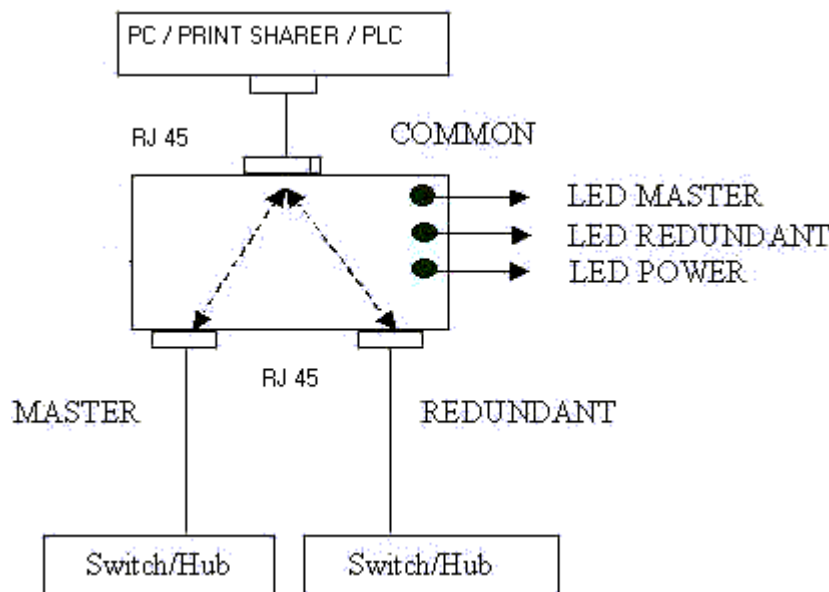 PC / PRINT SHARER / PLC
RJ 45
COMMON
LED MASTER
LED REDUNDANT
LED POWER
RJ 45
MASTER
REDUNDANT
Switch/Hub
Switch/Hub